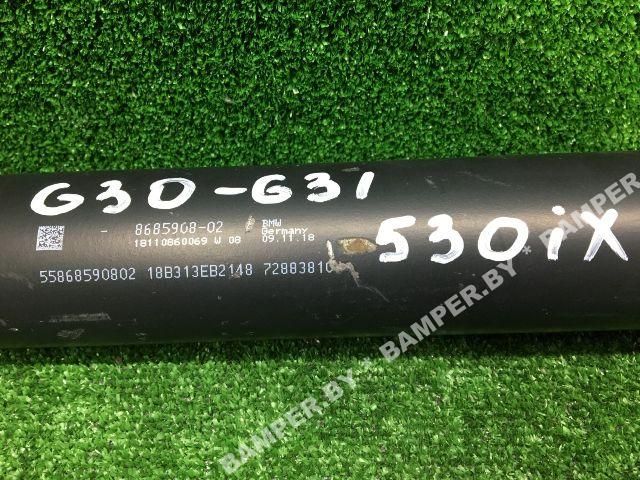 G30-G31
530iX
- 8685908-02 BMW
18110860069 W 08 Germany
09.11.18
55868590802 18B313EB2148 7288381
BAMPER.BY * BAMPER.BY * BAMPER.BY